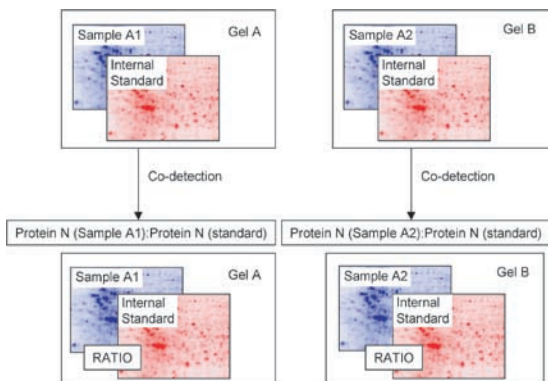 Sample A1
Gel A
Internal
Standard
Sample A2
Gel B
Internal
Standard
Co-detection
Co-detection
Protein N (Sample A1):Protein N (standard)
Protein N (Sample A2):Protein N (standard)
Sample A1
Gel A
Internal
Standard
RATIO
Sample A2
Gel B
Internal
Standard
RATIO